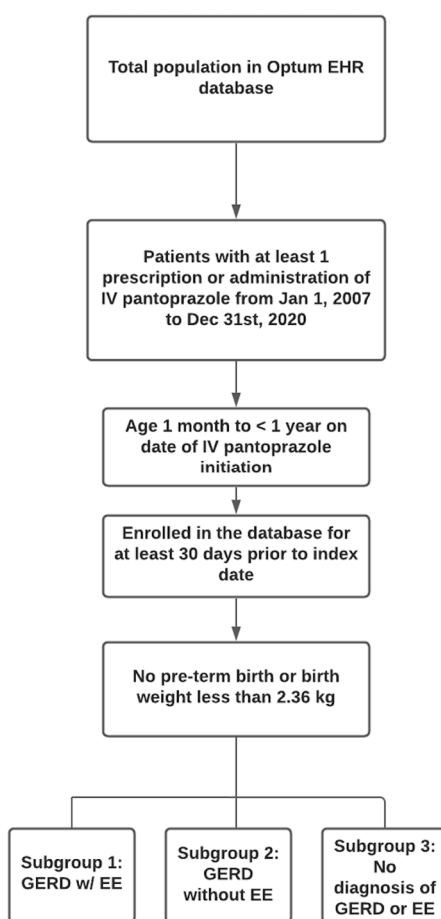 Total population in Optum EHR
database
Patients with at least 1
prescription or administration of
IV pantoprazole from Jan 1, 2007
to Dec 31st, 2020
Age 1 month to < 1 year on
date of IV pantoprazole
initiation
Enrolled in the database for
at least 30 days prior to index
date
No pre-term birth or birth
weight less than 2.36 kg
Subgroup 1:
GERD w/ EE
Subgroup 2:
GERD
without EE
Subgroup 3:
No
diagnosis of
GERD or EE